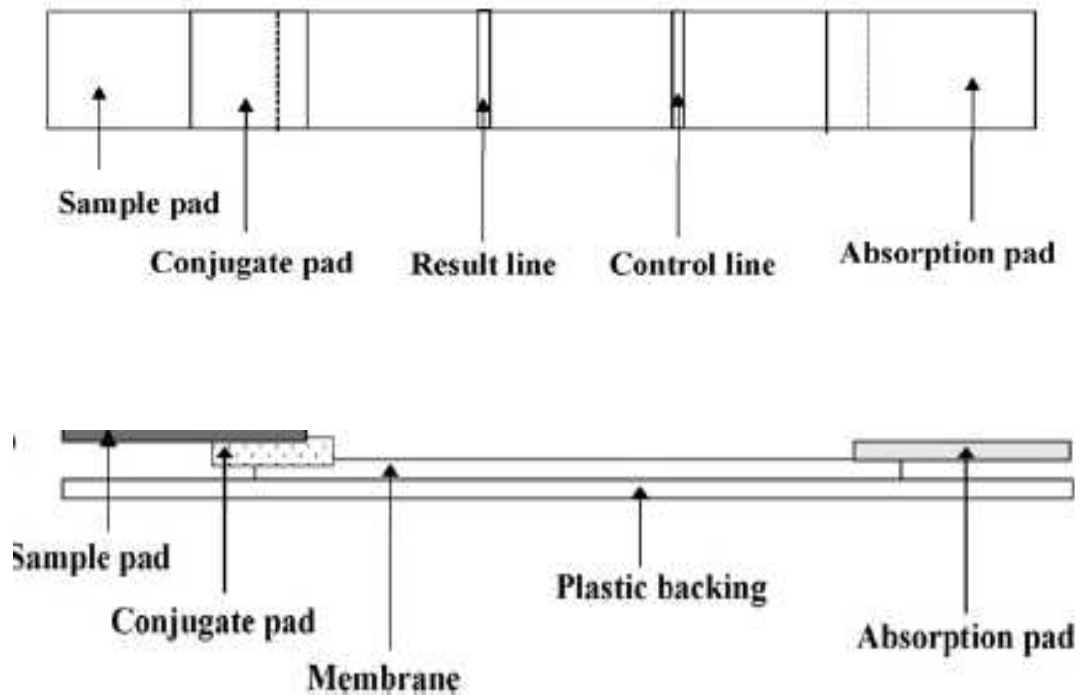 Sample pad
Conjugate pad
Result line
Control line
Absorption pad
Sample pad
Conjugate pad
Membrane
Plastic backing
Absorption pad